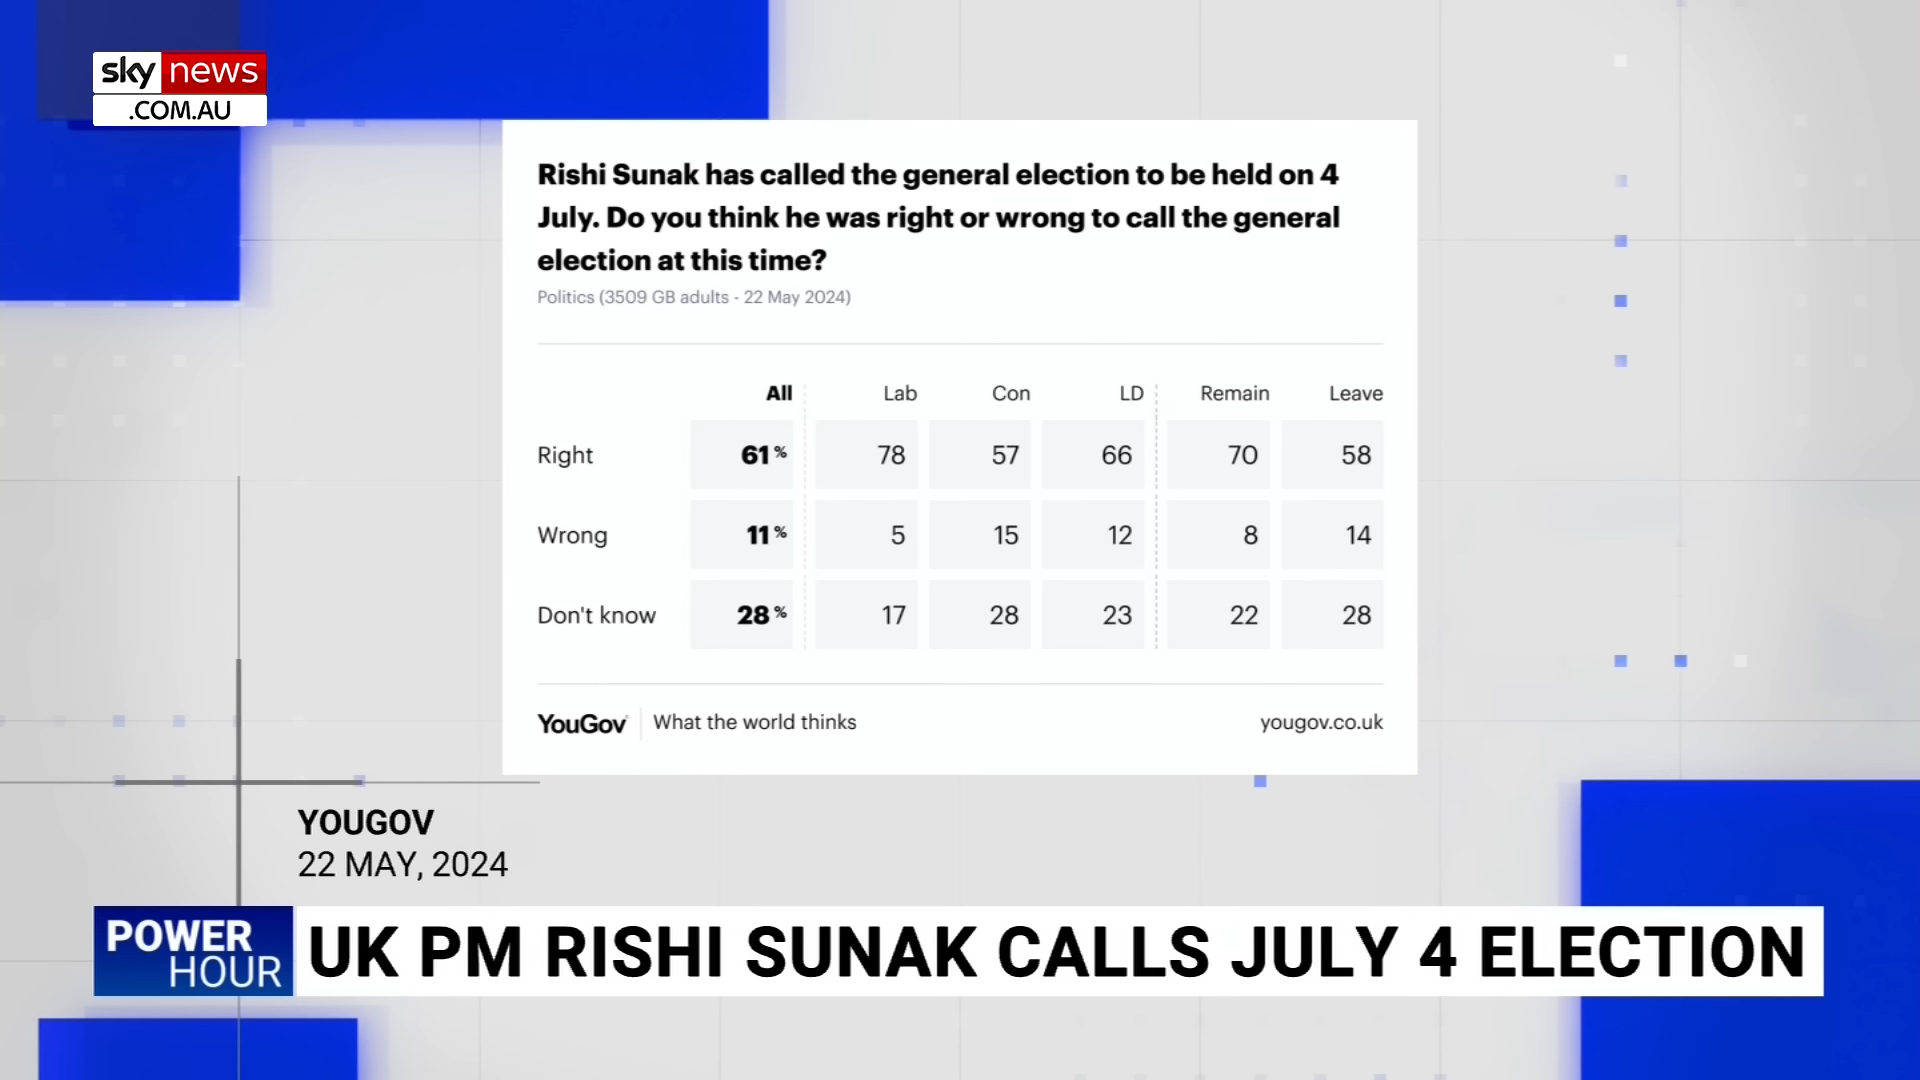 sky news
.COM.AU
Rishi Sunak has called the general election to be held on 4
July. Do you think he was right or wrong to call the general
election at this time?
Politics (3509 GB adults - 22 May 2024)
All Lab Con LD Remain Leave
Right 61% 78 57 66 70 58
Wrong 11% 5 15 12 8 14
Don't know 28% 17 28 23 22 28
YouGov What the world thinks yougov.co.uk
YOUGOV
22 MAY, 2024
POWER
HOUR
UK PM RISHI SUNAK CALLS JULY 4 ELECTION